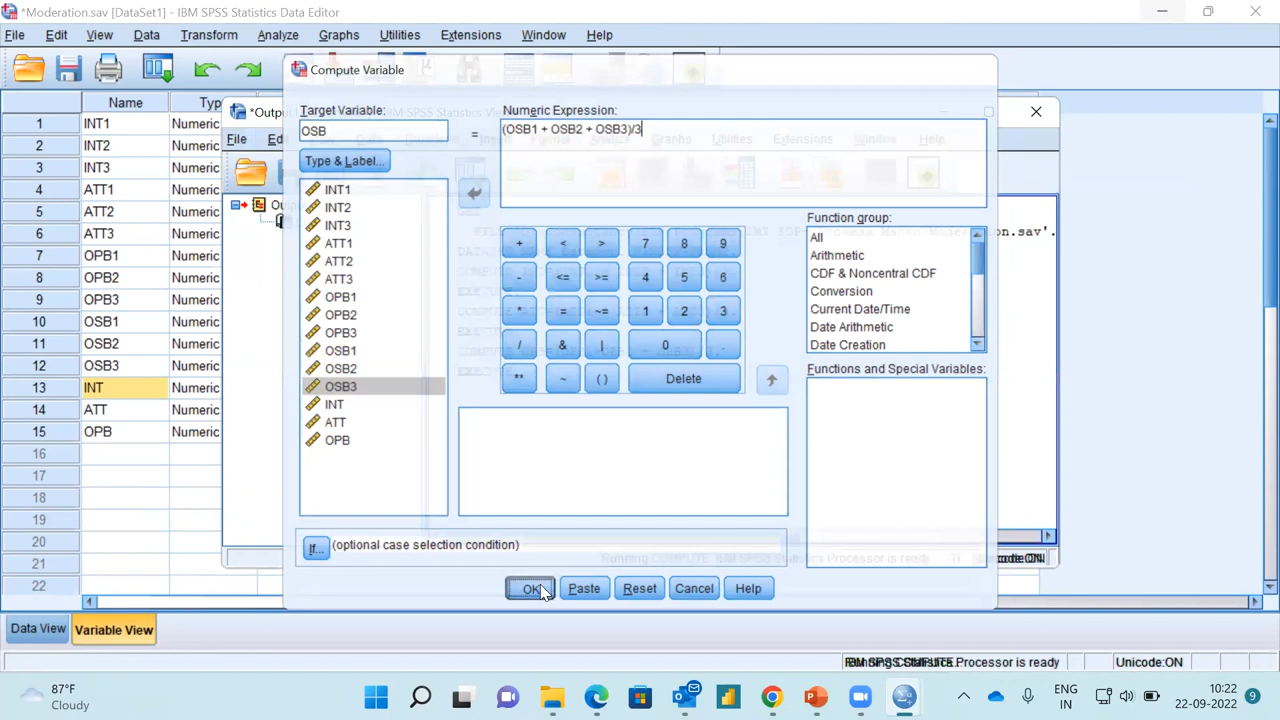 *Moderation.sav [DataSet1] - IBM SPSS Statistics Data Editor
File Edit View Data Transform Analyze Graphs Utilities Extensions Window Help
Compute Variable
Name
Target Variable:
OSB
=
Numeric Expression:
(OSB1 + OSB2 + OSB3)/3
Type & Label...
File
Graphs Utilities Extensions Window Help
1 INT1 Numeric
2 INT2 Numeric
3 INT3 Numeric
4 ATT1 Numeric
5 ATT2 Numeric
6 ATT3 Numeric
7 OPB1 Numeric
8 OPB2 Numeric
9 OPB3 Numeric
10 OSB1 Numeric
11 OSB2 Numeric
12 OSB3 Numeric
13 INT Numeric
14 ATT Numeric
15 OPB Numeric
16
17
18
19
20
21
22
INT1
INT2
INT3
ATT1
ATT2
ATT3
OPB1
OPB2
OPB3
OSB1
OSB2
OSB3
INT
ATT
OPB
+ < > 7 8 9
- <= >= 4 5 6
* = ~= 1 2 3
/ & | 0 .
** ~ ( ) Delete
Function group:
All
Arithmetic
CDF & Noncentral CDF
Conversion
Current Date/Time
Date Arithmetic
Date Creation
Functions and Special Variables:
If... (optional case selection condition)
OK Paste Reset Cancel Help
Data View Variable View
Processor is ready Unicode:ON
87°F
Cloudy
ENG
IN
10:22
22-09-2022
9